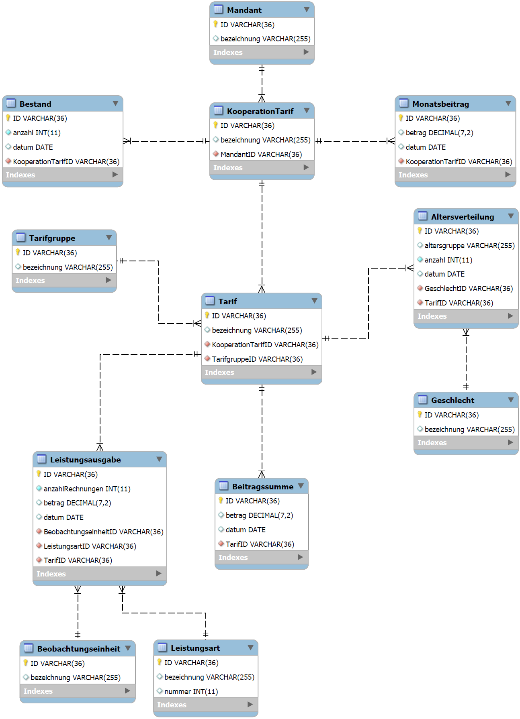 Mandant
ID VARCHAR(36)
bezeichnung VARCHAR(255)
Indexes
Bestand
ID VARCHAR(36)
anzahl INT(11)
datum DATE
KooperationTarifID VARCHAR(36)
Indexes
KooperationTarif
ID VARCHAR(36)
bezeichnung VARCHAR(255)
MandantID VARCHAR(36)
Indexes
Monatsbeitrag
ID VARCHAR(36)
betrag DECIMAL(7,2)
datum DATE
KooperationTarifID VARCHAR(36)
Indexes
Tarifgruppe
ID VARCHAR(36)
bezeichnung VARCHAR(255)
Indexes
Altersverteilung
ID VARCHAR(36)
altersgruppe VARCHAR(255)
anzahl INT(11)
datum DATE
GeschlechtID VARCHAR(36)
TarifID VARCHAR(36)
Indexes
Tarif
ID VARCHAR(36)
bezeichnung VARCHAR(255)
KooperationTarifID VARCHAR(36)
TarifgruppeID VARCHAR(36)
Indexes
Geschlecht
ID VARCHAR(36)
bezeichnung VARCHAR(255)
Indexes
Leistungsausgabe
ID VARCHAR(36)
anzahlRechnungen INT(11)
betrag DECIMAL(7,2)
datum DATE
BeobachtungseinheitID VARCHAR(36)
LeistungsartID VARCHAR(36)
TarifID VARCHAR(36)
Indexes
Beitragssumme
ID VARCHAR(36)
betrag DECIMAL(7,2)
datum DATE
TarifID VARCHAR(36)
Indexes
Beobachtungseinheit
ID VARCHAR(36)
bezeichnung VARCHAR(255)
Indexes
Leistungsart
ID VARCHAR(36)
bezeichnung VARCHAR(255)
nummer INT(11)
Indexes